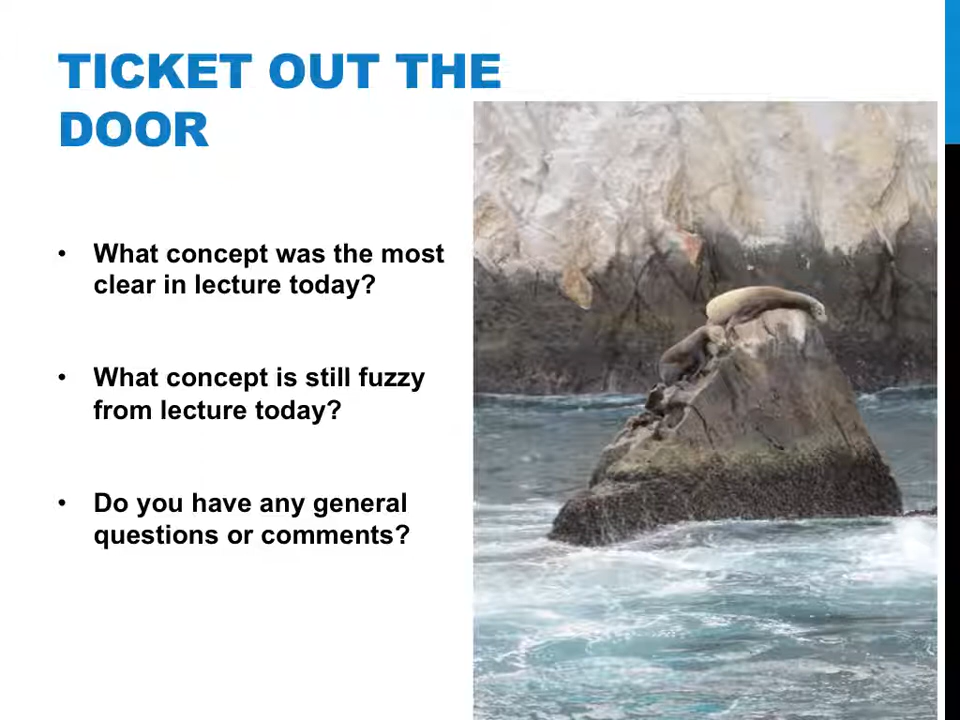 TICKET OUT THE
DOOR
• What concept was the most
clear in lecture today?
• What concept is still fuzzy
from lecture today?
• Do you have any general
questions or comments?